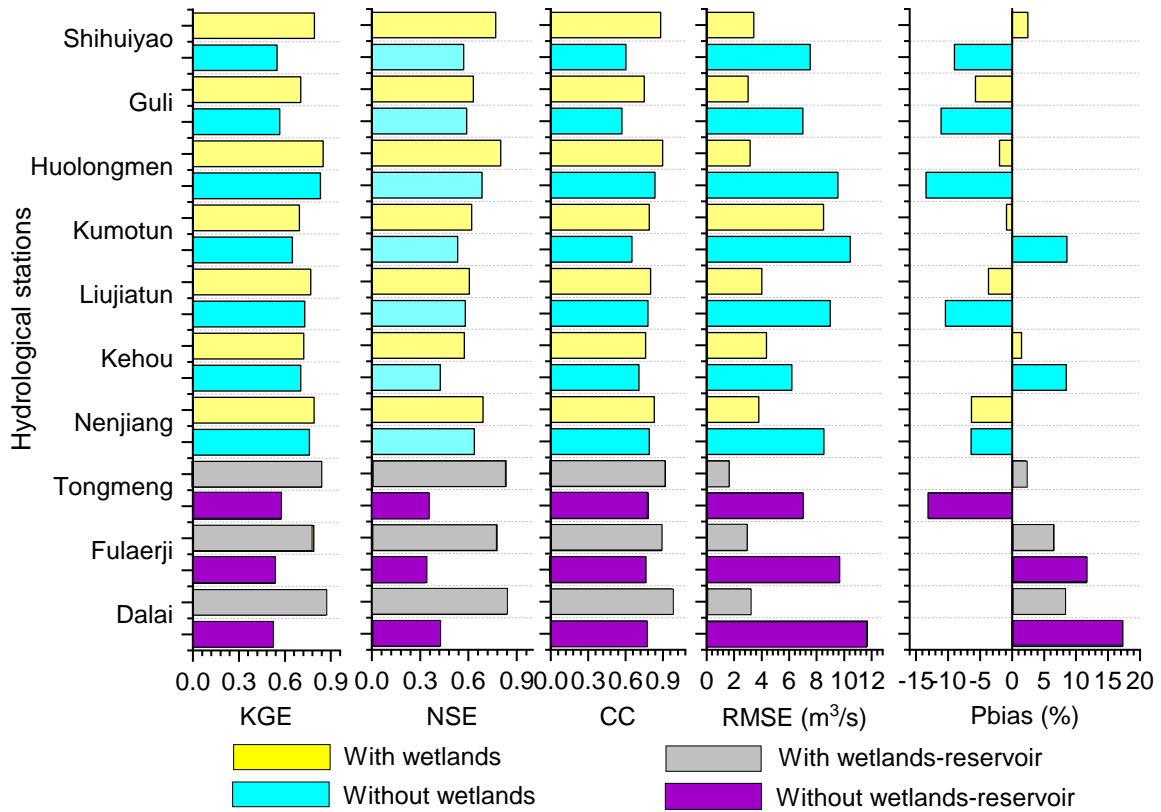 Hydrological stations
Shihuiyao
Guli
Huolongmen
Kumotun
Liujiatun
Kehou
Nenjiang
Tongmeng
Fulaerji
Dalai
0.0 0.3 0.6 0.9 0.0 0.3 0.6 0.9 0.0 0.3 0.6 0.9 0 2 4 6 8 10 12 -15 -10 -5 0 5 10 15 20
KGE NSE CC RMSE (m³/s) Pbias (%)
With wetlands With wetlands-reservoir
Without wetlands Without wetlands-reservoir